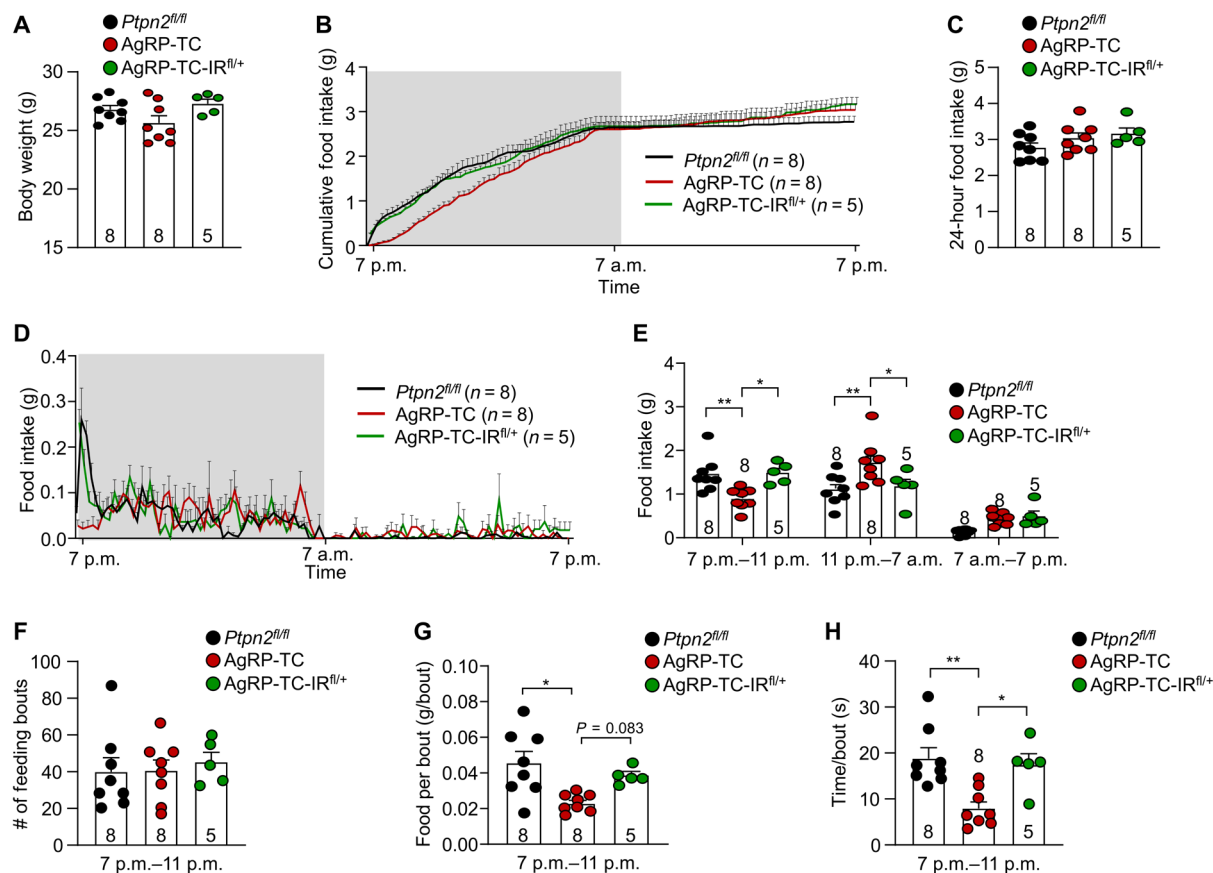 A
Ptpn2fl/fl
AgRP-TC
AgRP-TC-IRfl/+
Body weight (g)
30
25
20
15
8
8
5
B
Cumulative food intake (g)
4
3
2
1
0
Ptpn2fl/fl (n = 8)
AgRP-TC (n = 8)
AgRP-TC-IRfl/+ (n = 5)
7 p.m.
7 a.m.
7 p.m.
Time
C
Ptpn2fl/fl
AgRP-TC
AgRP-TC-IRfl/+
24-hour food intake (g)
5
4
3
2
1
0
8
8
5
D
Food intake (g)
0.4
0.3
0.2
0.1
0.0
Ptpn2fl/fl (n = 8)
AgRP-TC (n = 8)
AgRP-TC-IRfl/+ (n = 5)
7 p.m.
7 a.m.
7 p.m.
Time
E
Food intake (g)
4
3
2
1
0
**
*
**
*
Ptpn2fl/fl
AgRP-TC
AgRP-TC-IRfl/+
8
8
5
8
8
5
8
8
5
7 p.m.–11 p.m.
11 p.m.–7 a.m.
7 a.m.–7 p.m.
F
Ptpn2fl/fl
AgRP-TC
AgRP-TC-IRfl/+
# of feeding bouts
100
80
60
40
20
0
8
8
5
7 p.m.–11 p.m.
G
Ptpn2fl/fl
AgRP-TC
AgRP-TC-IRfl/+
Food per bout (g/bout)
0.10
0.08
0.06
0.04
0.02
0.00
*
P = 0.083
8
8
5
7 p.m.–11 p.m.
H
Ptpn2fl/fl
AgRP-TC
AgRP-TC-IRfl/+
Time/bout (s)
40
30
20
10
0
**
*
8
8
5
7 p.m.–11 p.m.